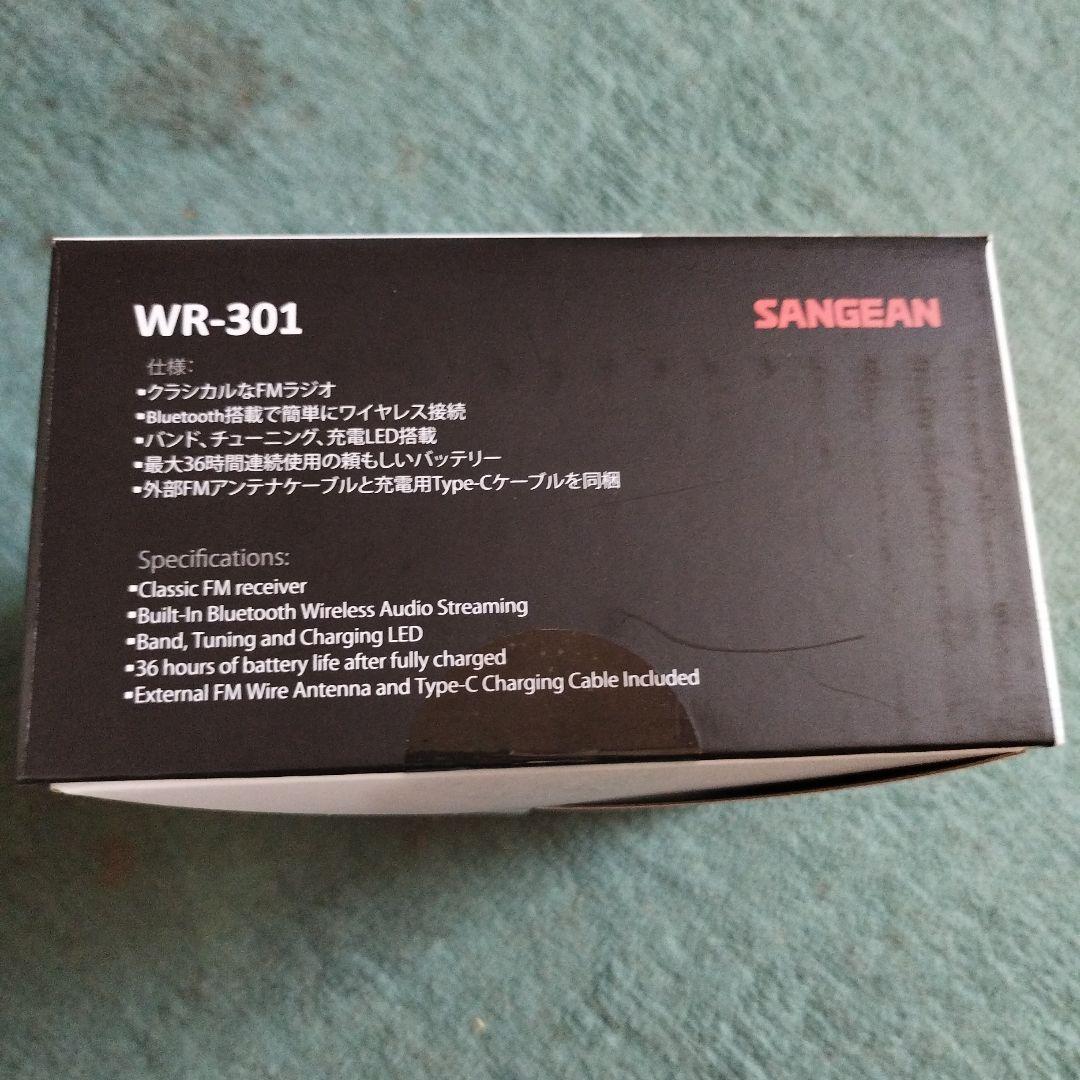 WR-301
SANGEAN
仕様:
▪クラシカルなFMラジオ
▪Bluetooth搭載で簡単にワイヤレス接続
▪バンド、チューニング、充電LED搭載
▪最大36時間連続使用の頼もしいバッテリー
▪外部FMアンテナケーブルと充電用Type-Cケーブルを同梱
Specifications:
▪Classic FM receiver
▪Built-In Bluetooth Wireless Audio Streaming
▪Band, Tuning and Charging LED
▪36 hours of battery life after fully charged
▪External FM Wire Antenna and Type-C Charging Cable Included